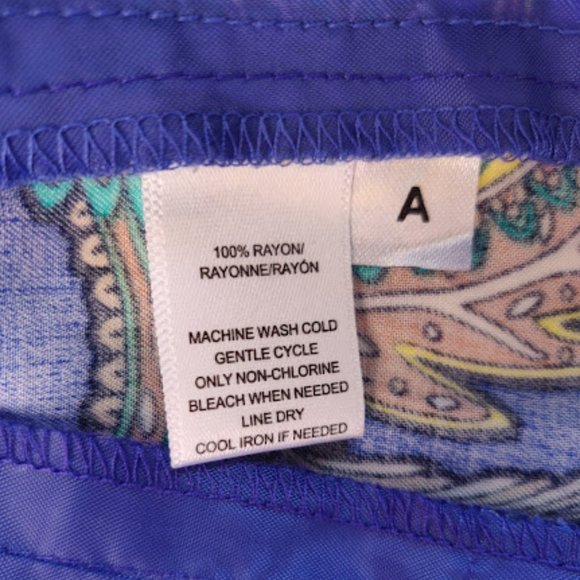 A
100% RAYON/
RAYONNE/RAYÓN
MACHINE WASH COLD
GENTLE CYCLE
ONLY NON-CHLORINE
BLEACH WHEN NEEDED
LINE DRY
COOL IRON IF NEEDED